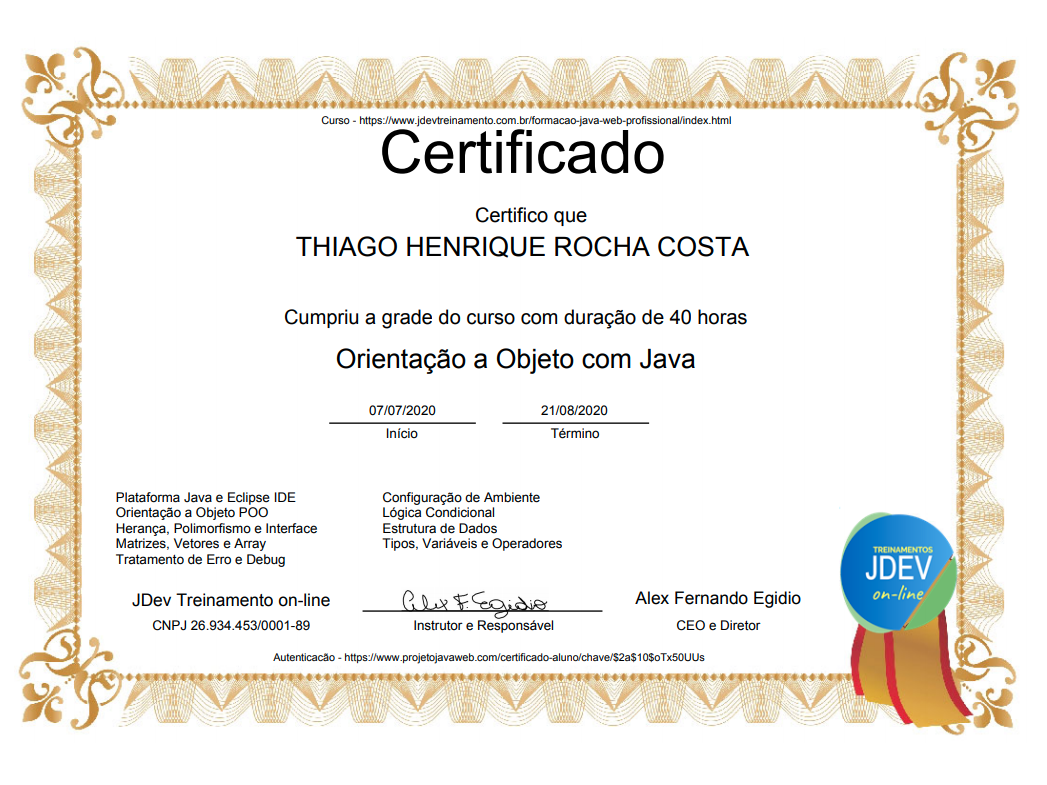 Curso - https://www.jdevtreinamento.com.br/formacao-java-web-profissional/index.html
Certificado
Certifico que
THIAGO HENRIQUE ROCHA COSTA
Cumpriu a grade do curso com duração de 40 horas
Orientação a Objeto com Java
07/07/2020
Início
21/08/2020
Término
Plataforma Java e Eclipse IDE
Orientação a Objeto POO
Herança, Polimorfismo e Interface
Matrizes, Vetores e Array
Tratamento de Erro e Debug
Configuração de Ambiente
Lógica Condicional
Estrutura de Dados
Tipos, Variáveis e Operadores
JDev Treinamento on-line
CNPJ 26.934.453/0001-89
Alex F. Egidio
Instrutor e Responsável
Alex Fernando Egidio
CEO e Diretor
TREINAMENTOS
JDEV
on-line
Autenticacão - https://www.projetojavaweb.com/certificado-aluno/chave/$2a$10$oTx50UUs